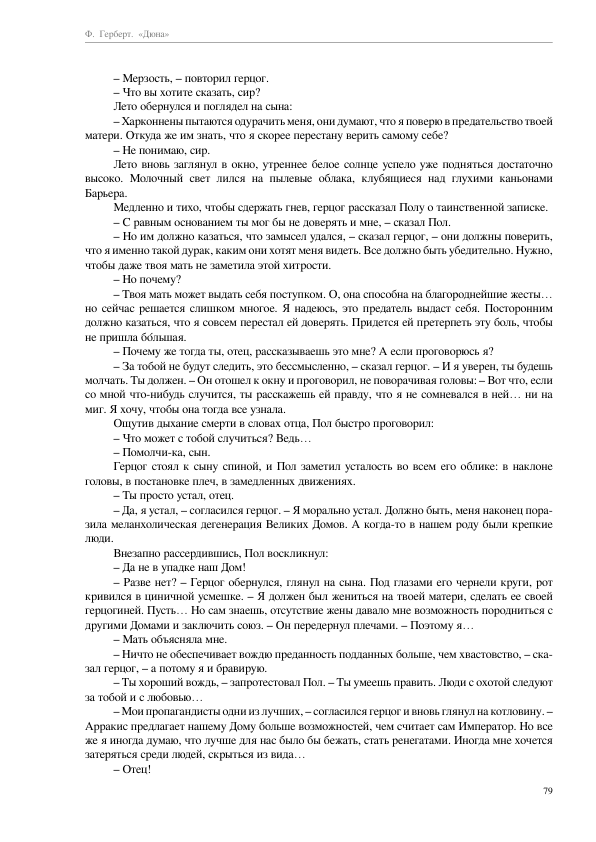 Ф. Герберт. «Дюна»
– Мерзость, – повторил герцог.
– Что вы хотите сказать, сир?
Лето обернулся и поглядел на сына:
– Харконнены пытаются одурачить меня, они думают, что я поверю в предательство твоей
матери. Откуда же им знать, что я скорее перестану верить самому себе?
– Не понимаю, сир.
Лето вновь заглянул в окно, утреннее белое солнце успело уже подняться достаточно
высоко. Молочный свет лился на пылевые облака, клубящиеся над глухими каньонами
Барьера.
Медленно и тихо, чтобы сдержать гнев, герцог рассказал Полу о таинственной записке.
– С равным основанием ты мог бы не доверять и мне, – сказал Пол.
– Но им должно казаться, что замысел удался, – сказал герцог, – они должны поверить,
что я именно такой дурак, каким они хотят меня видеть. Все должно быть убедительно. Нужно,
чтобы даже твоя мать не заметила этой хитрости.
– Но почему?
– Твоя мать может выдать себя поступком. О, она способна на благороднейшие жесты…
но сейчас решается слишком многое. Я надеюсь, это предатель выдаст себя. Посторонним
должно казаться, что я совсем перестал ей доверять. Придется ей претерпеть эту боль, чтобы
не пришла бо́льшая.
– Почему же тогда ты, отец, рассказываешь это мне? А если проговорюсь я?
– За тобой не будут следить, это бессмысленно, – сказал герцог. – И я уверен, ты будешь
молчать. Ты должен. – Он отошел к окну и проговорил, не поворачивая головы: – Вот что, если
со мной что-нибудь случится, ты расскажешь ей правду, что я не сомневался в ней… ни на
миг. Я хочу, чтобы она тогда все узнала.
Ощутив дыхание смерти в словах отца, Пол быстро проговорил:
– Что может с тобой случиться? Ведь…
– Помолчи-ка, сын.
Герцог стоял к сыну спиной, и Пол заметил усталость во всем его облике: в наклоне
головы, в постановке плеч, в замедленных движениях.
– Ты просто устал, отец.
– Да, я устал, – согласился герцог. – Я морально устал. Должно быть, меня наконец пора-
зила меланхолическая дегенерация Великих Домов. А когда-то в нашем роду были крепкие
люди.
Внезапно рассердившись, Пол воскликнул:
– Да не в упадке наш Дом!
– Разве нет? – Герцог обернулся, глянул на сына. Под глазами его чернели круги, рот
кривился в циничной усмешке. – Я должен был жениться на твоей матери, сделать ее своей
герцогиней. Пусть… Но сам знаешь, отсутствие жены давало мне возможность породниться с
другими Домами и заключить союз. – Он передернул плечами. – Поэтому я…
– Мать объясняла мне.
– Ничто не обеспечивает вождю преданность подданных больше, чем хвастовство, – ска-
зал герцог, – а потому я и бравирую.
– Ты хороший вождь, – запротестовал Пол. – Ты умеешь править. Люди с охотой следуют
за тобой и с любовью…
– Мои пропагандисты одни из лучших, – согласился герцог и вновь глянул на котловину. –
Арракис предлагает нашему Дому больше возможностей, чем считает сам Император. Но все
же я иногда думаю, что лучше для нас было бы бежать, стать ренегатами. Иногда мне хочется
затеряться среди людей, скрыться из вида…
– Отец!
79